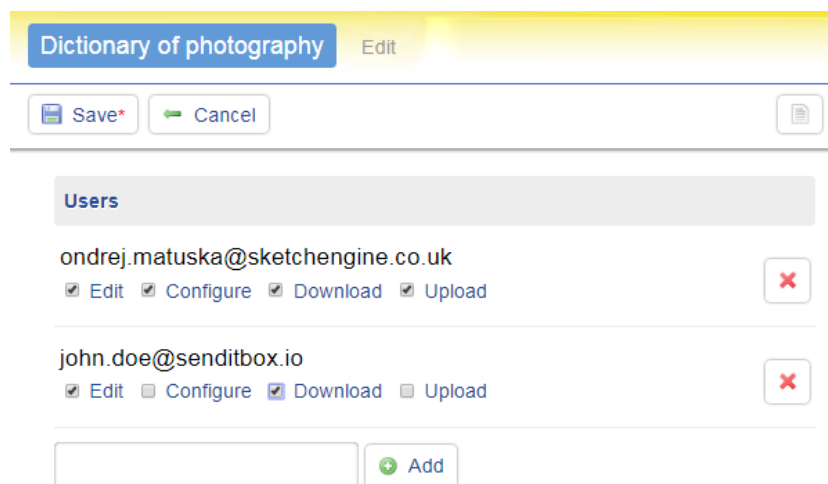 Dictionary of photography Edit
Save* Cancel
Users
ondrej.matuska@sketchengine.co.uk
Edit Configure Download Upload
john.doe@senditbox.io
Edit Configure Download Upload
Add